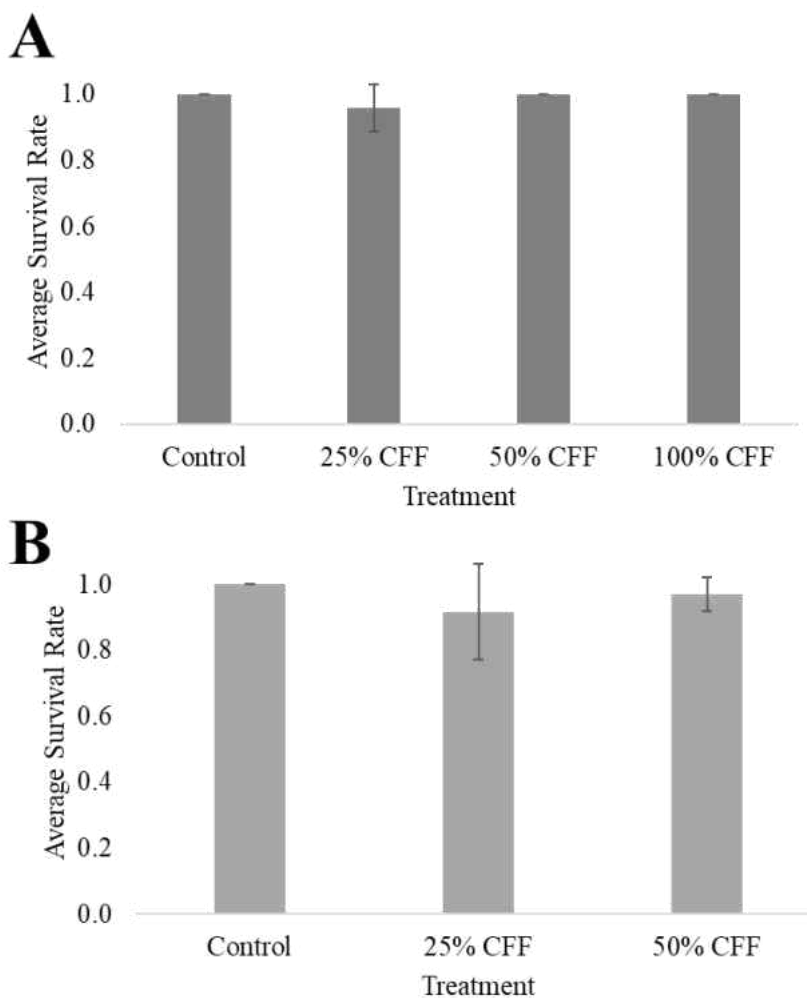 A
Average Survival Rate
1.0
0.8
0.6
0.4
0.2
0.0
Control 25% CFF 50% CFF 100% CFF
Treatment
B
Average Survival Rate
1.0
0.8
0.6
0.4
0.2
0.0
Control 25% CFF 50% CFF
Treatment